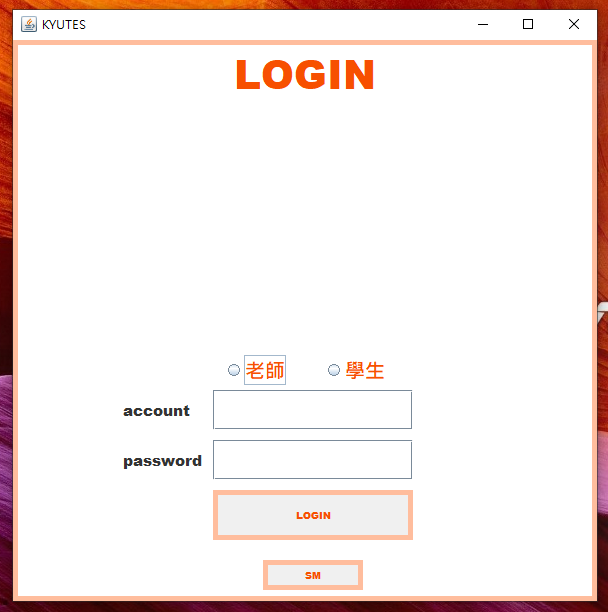 KYUTES
LOGIN
老師 學生
account
password
LOGIN
SM